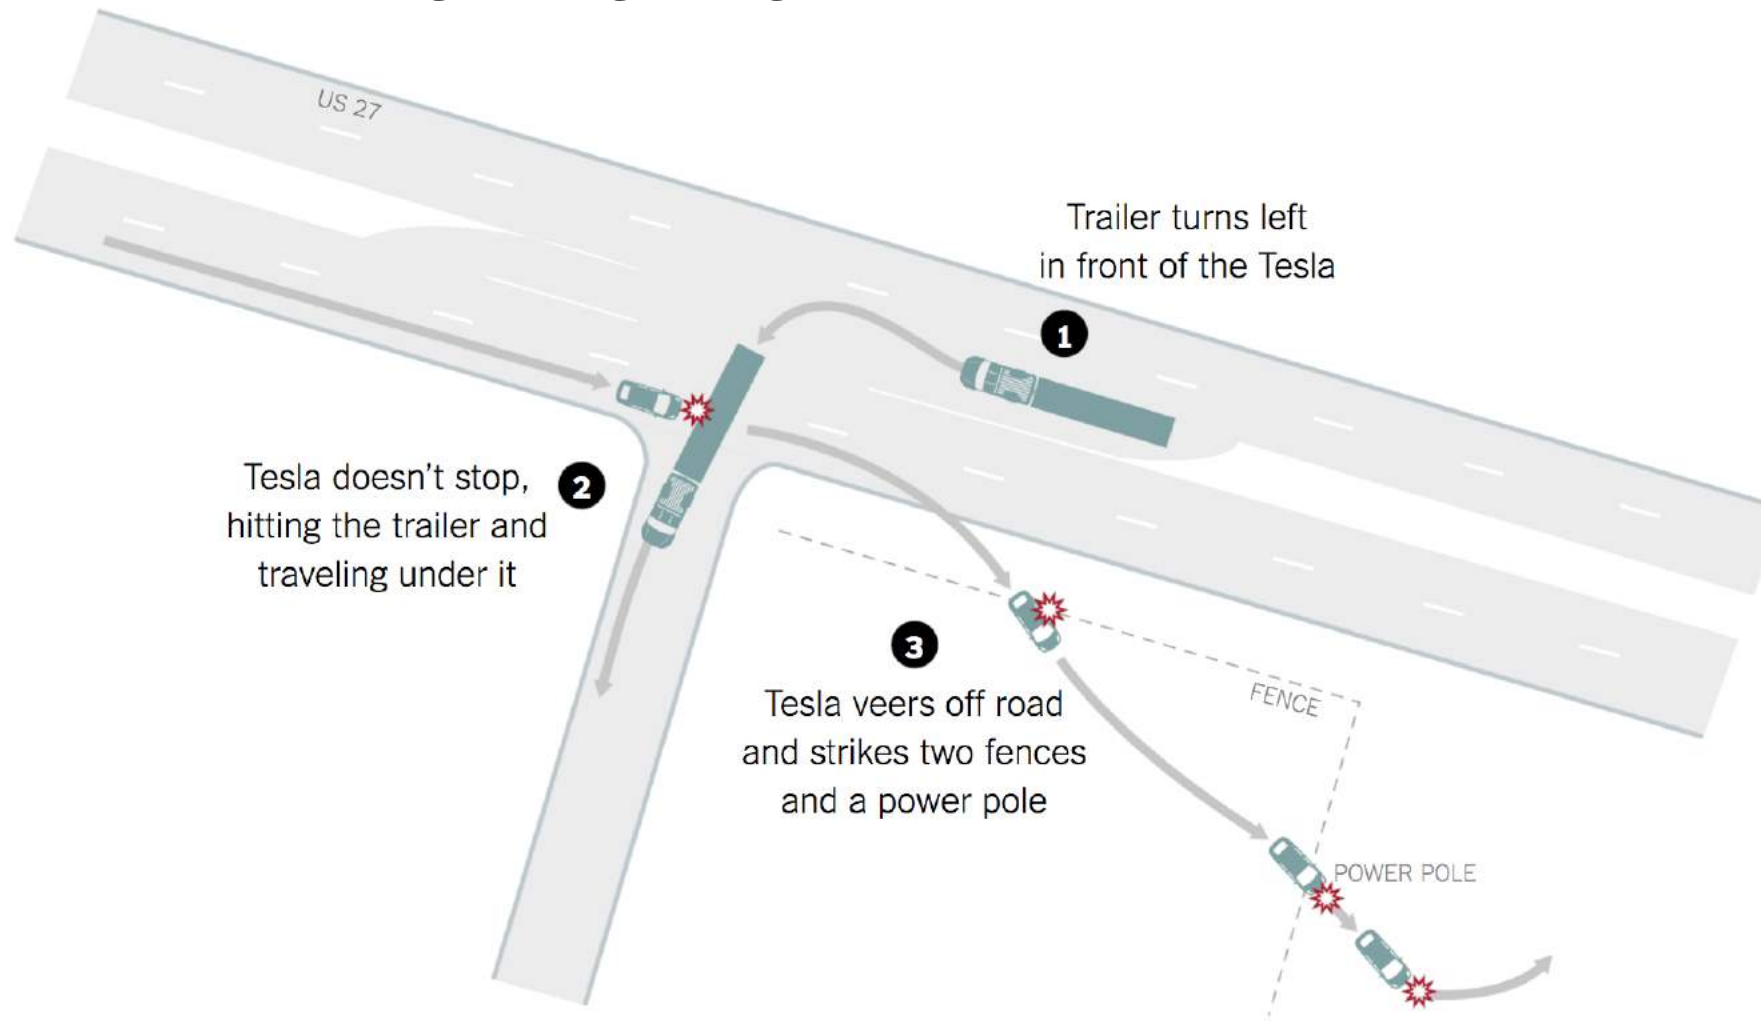 US 27
Trailer turns left
in front of the Tesla
1
Tesla doesn’t stop,
hitting the trailer and
traveling under it
2
3
Tesla veers off road
and strikes two fences
and a power pole
FENCE
POWER POLE